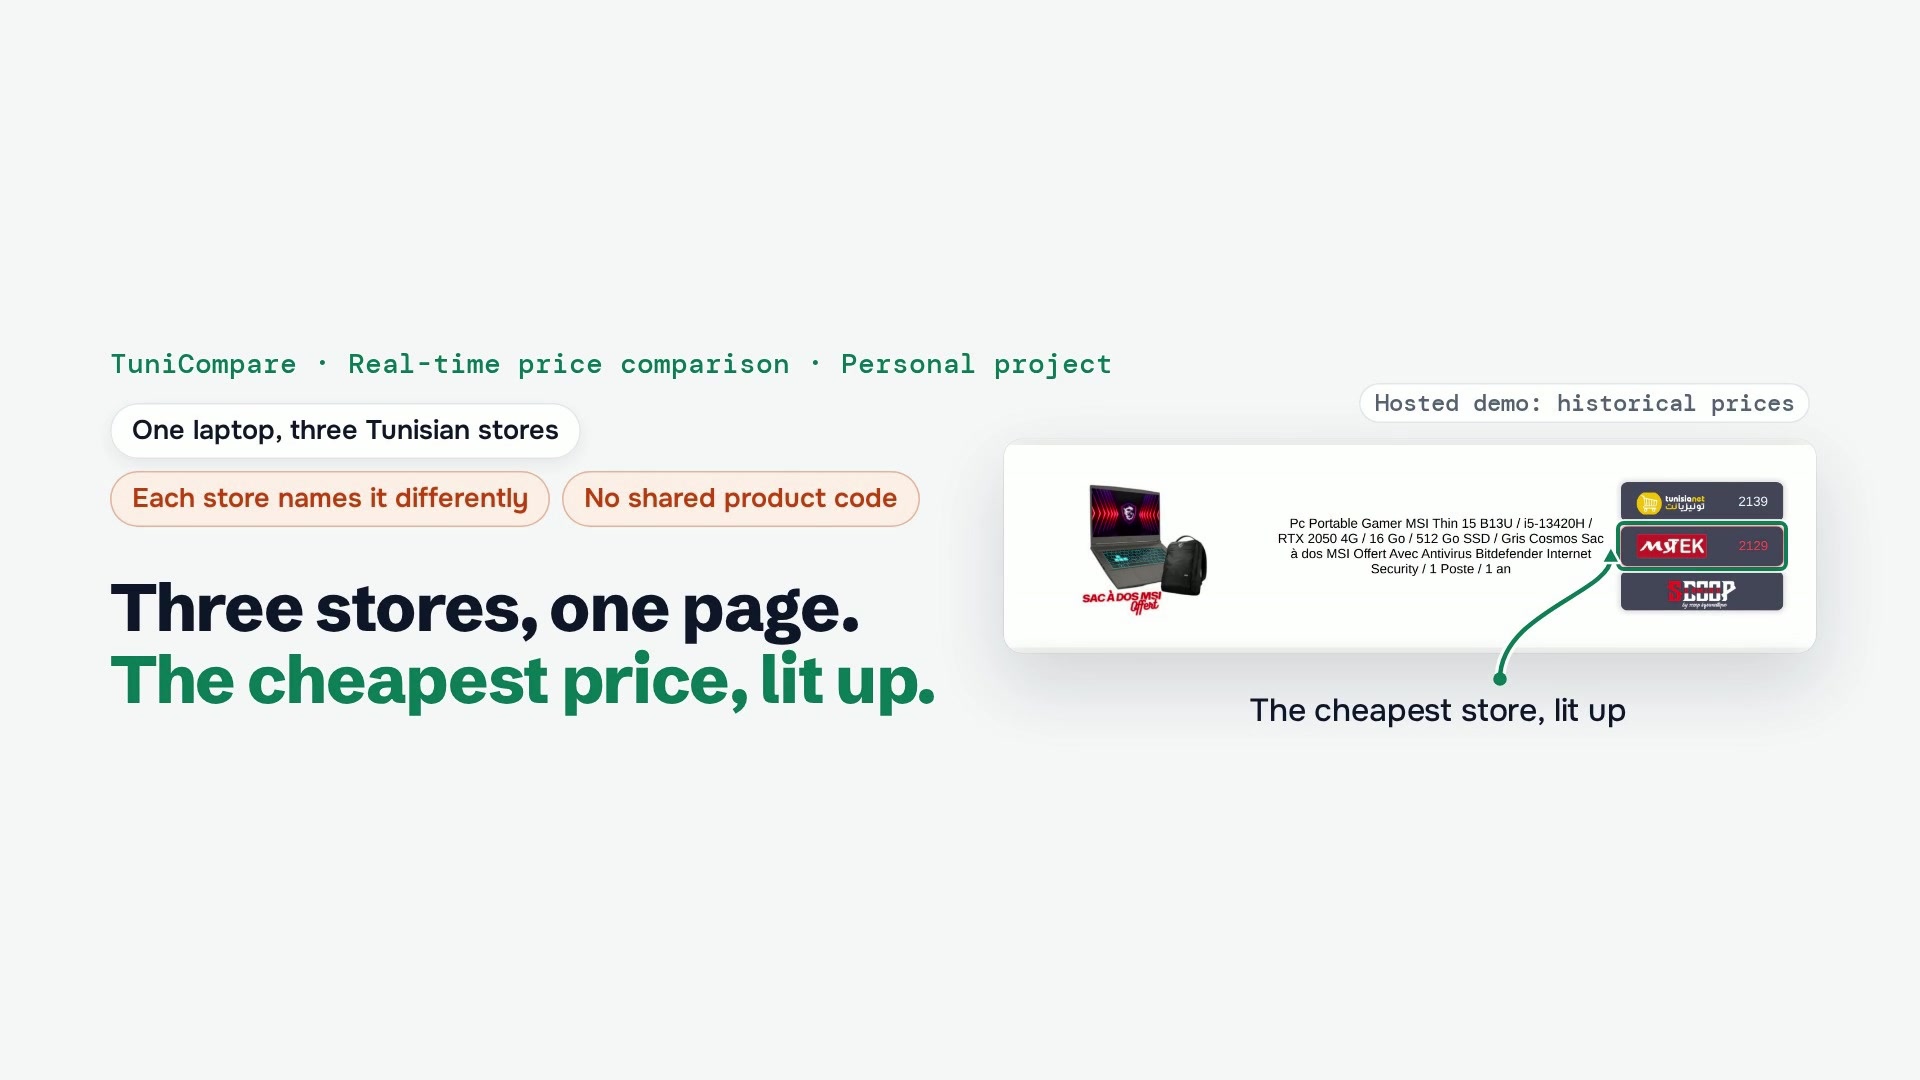 TuniCompare · Real-time price comparison · Personal project
One laptop, three Tunisian stores
Each store names it differently
No shared product code
Three stores, one page.
The cheapest price, lit up.
Hosted demo: historical prices
SAC À DOS MSI
Offert
Pc Portable Gamer MSI Thin 15 B13U / i5-13420H /
RTX 2050 4G / 16 Go / 512 Go SSD / Gris Cosmos Sac
à dos MSI Offert Avec Antivirus Bitdefender Internet
Security / 1 Poste / 1 an
tunisianet
تونيزيانت
2139
MYTEK
2129
SCOOP
The cheapest store, lit up